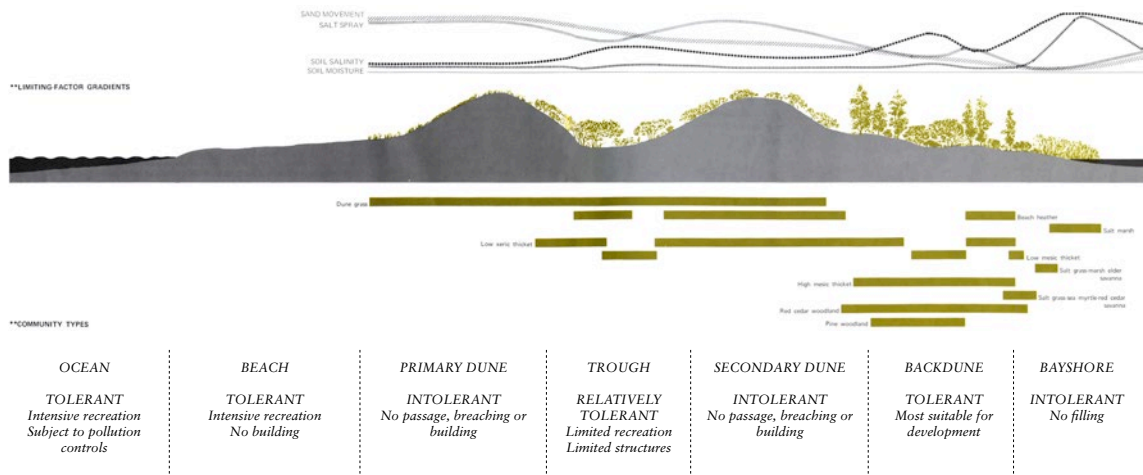 SAND MOVEMENT
SALT SPRAY
SOIL SALINITY
SOIL MOISTURE
**LIMITING-FACTOR GRADIENTS
Dune grass
Beach heather
Salt marsh
Low xeric thicket
Low mesic thicket
Salt grass-marsh elder
savanna
High mesic thicket
Salt grass-sea myrtle-red cedar
savanna
Red cedar woodland
Pine woodland
**COMMUNITY TYPES
OCEAN
TOLERANT
Intensive recreation
Subject to pollution
controls
BEACH
TOLERANT
Intensive recreation
No building
PRIMARY DUNE
INTOLERANT
No passage, breaching or
building
TROUGH
RELATIVELY
TOLERANT
Limited recreation
Limited structures
SECONDARY DUNE
INTOLERANT
No passage, breaching or
building
BACKDUNE
TOLERANT
Most suitable for
development
BAYSHORE
INTOLERANT
No filling